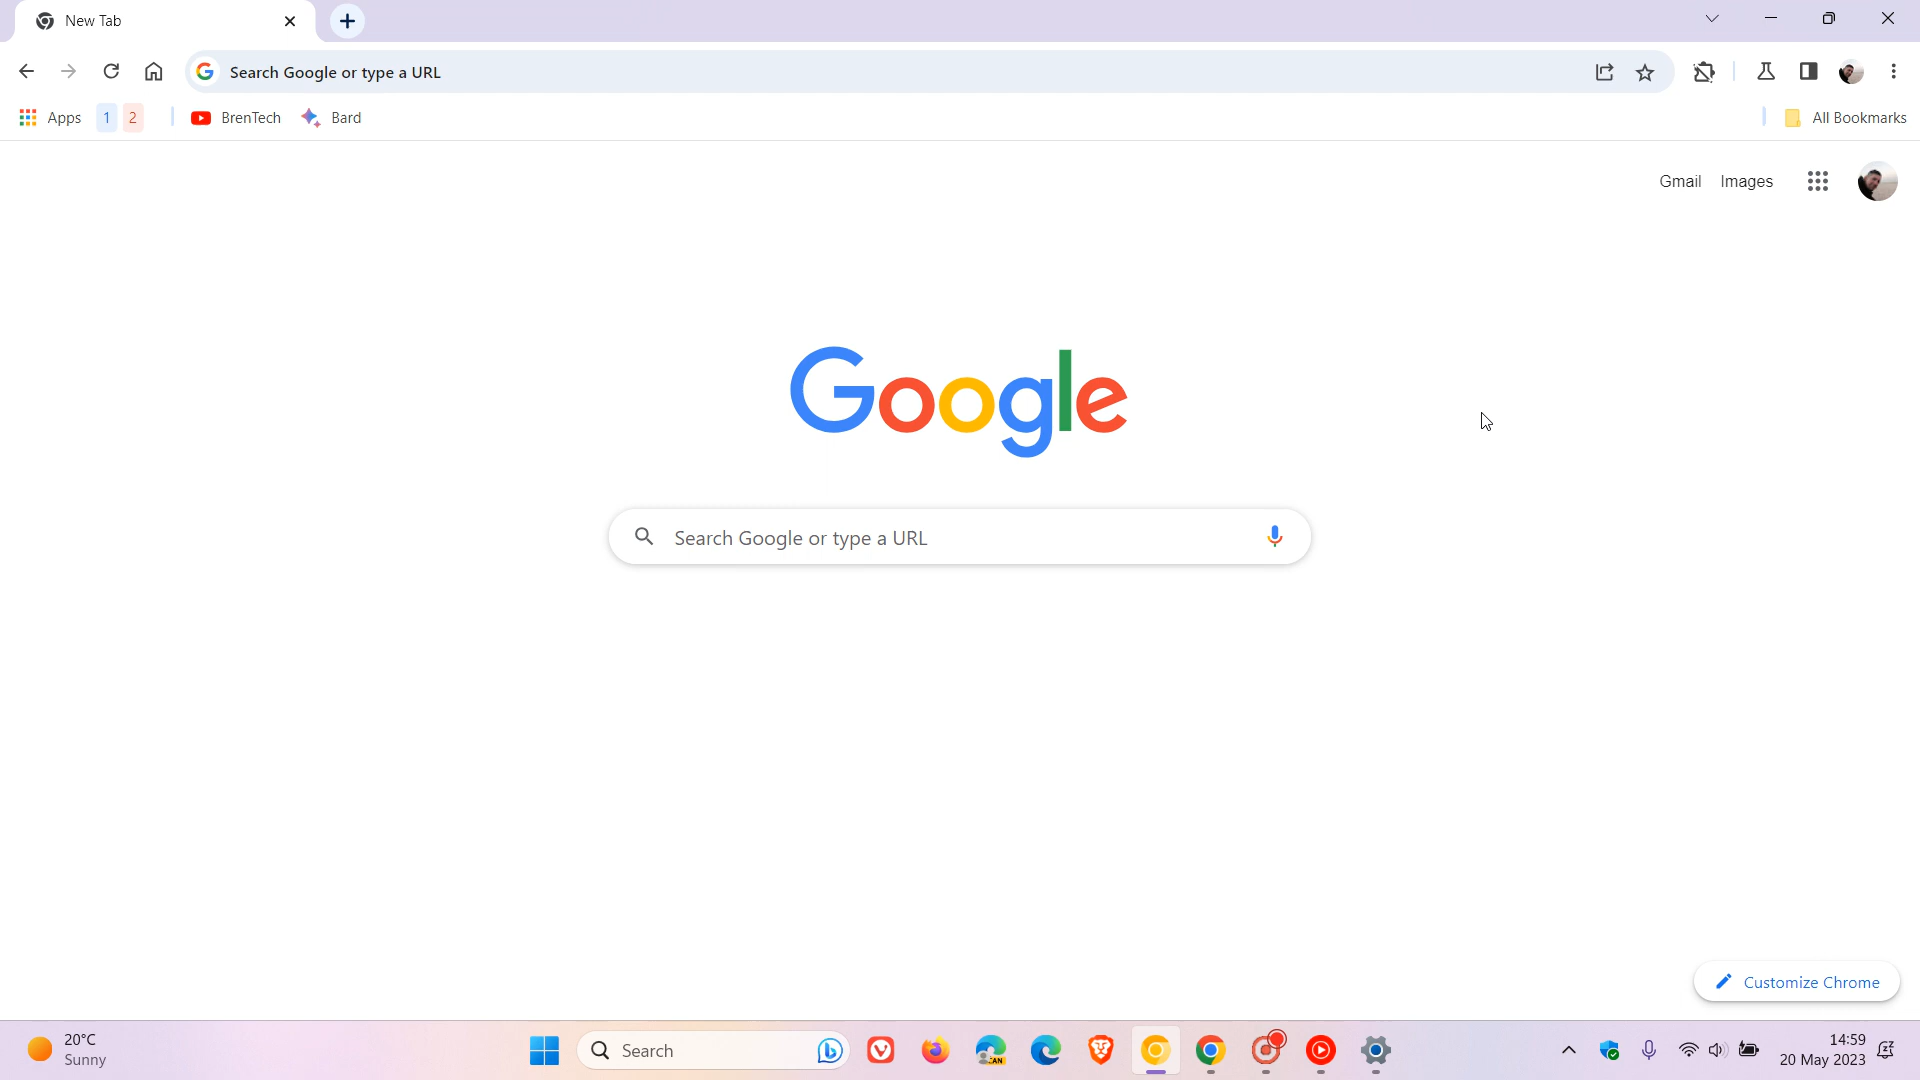 New Tab
Search Google or type a URL
Apps 1 2 BrenTech Bard All Bookmarks
Gmail Images
Google
Search Google or type a URL
Customize Chrome
20°C
Sunny
Search
CAN
14:59
20 May 2023